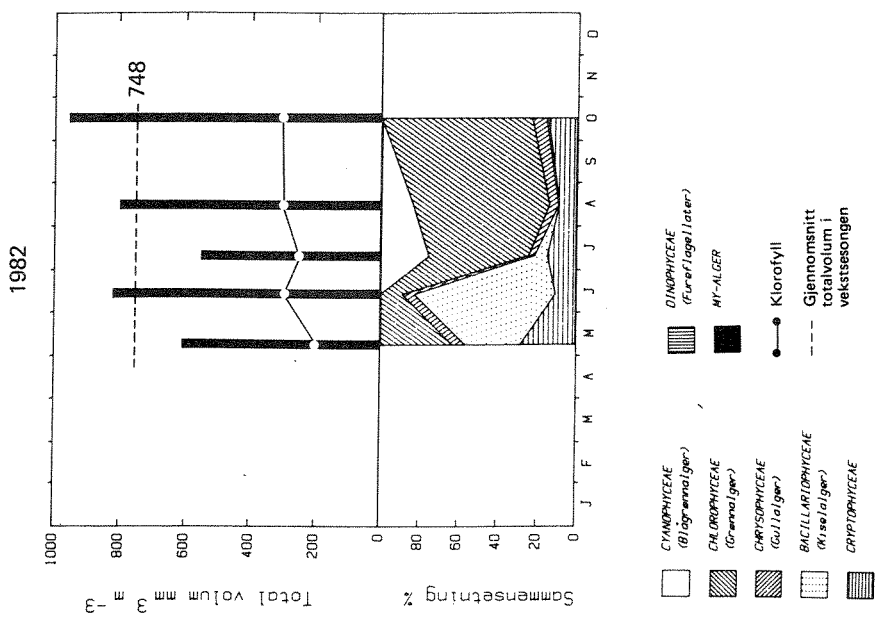 1982
748
1000
800
600
400
200
0
Total volum mm³ m⁻³
80
60
40
20
0
Sammensetning %
J F M A M J J A S O N D
CYANOPHYCEAE
(Blågrønnalger)
CHLOROPHYCEAE
(Grønnalger)
CHRYSOPHYCEAE
(Gullalger)
BACILLARIOPHYCEAE
(Kiselalger)
CRYPTOPHYCEAE
DINOPHYCEAE
(Fureflagellater)
MY-ALGER
Klorofyll
Gjennomsnitt
totalvolum i
vekstsesongen